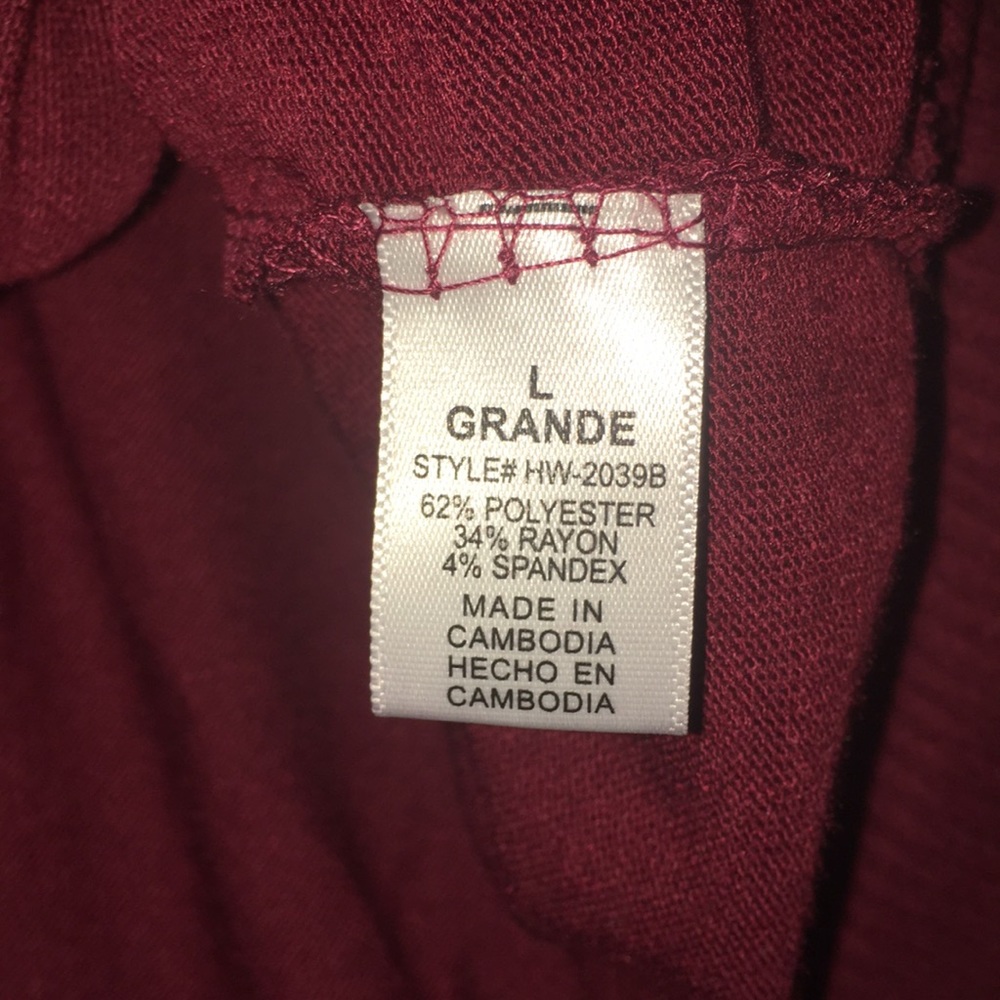 L
GRANDE
STYLE# HW-2039B
62% POLYESTER
34% RAYON
4% SPANDEX
MADE IN
CAMBODIA
HECHO EN
CAMBODIA